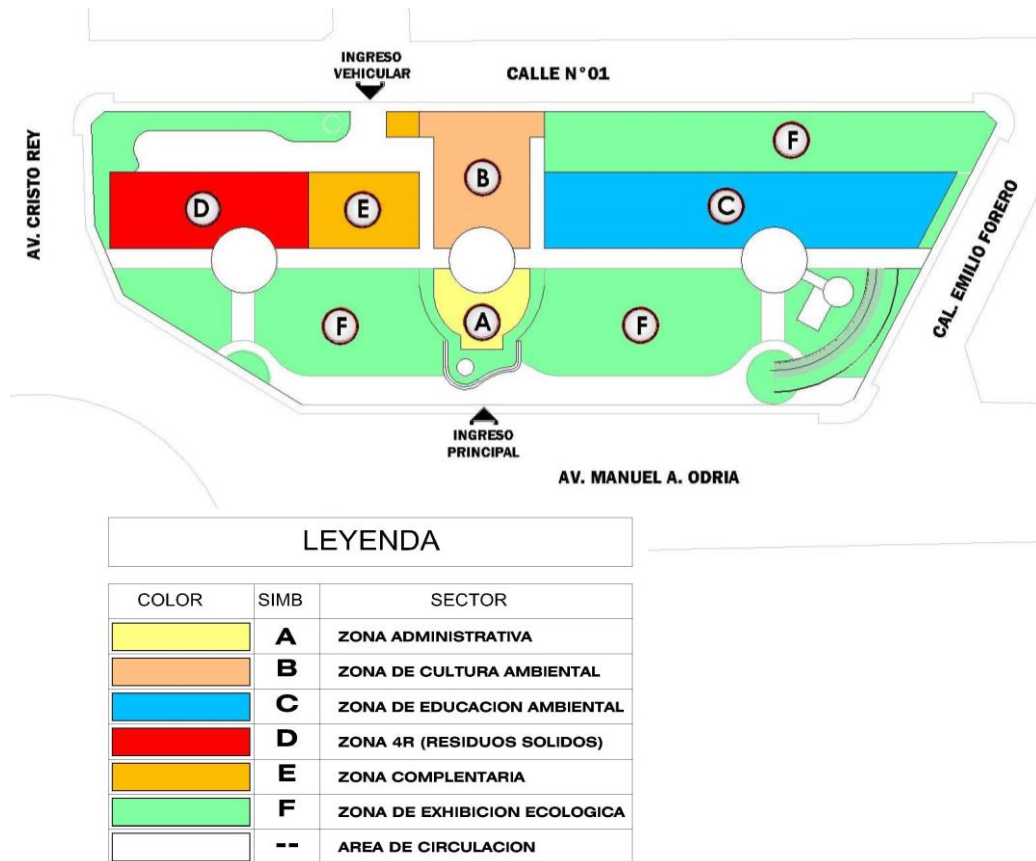 INGRESO
VEHICULAR
CALLE N°01
AV. CRISTO REY
F
B
D
E
C
CAL. EMILIO FORERO
F
A
F
INGRESO
PRINCIPAL
AV. MANUEL A. ODRIA
LEYENDA
COLOR SIMB SECTOR
A ZONA ADMINISTRATIVA
B ZONA DE CULTURA AMBIENTAL
C ZONA DE EDUCACION AMBIENTAL
D ZONA 4R (RESIDUOS SOLIDOS)
E ZONA COMPLENTARIA
F ZONA DE EXHIBICION ECOLOGICA
-- AREA DE CIRCULACION